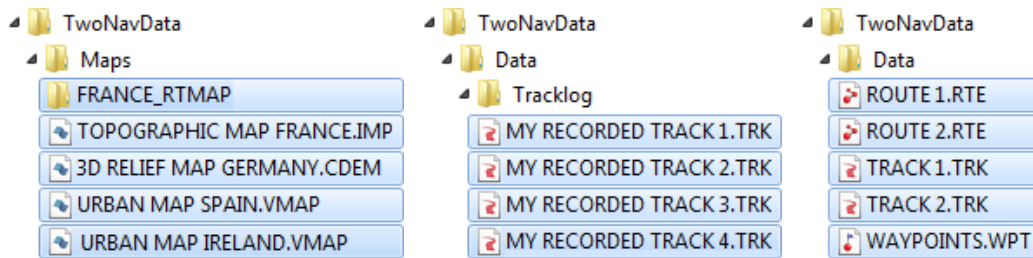 TwoNavData
Maps
FRANCE_RTMAP
TOPOGRAPHIC MAP FRANCE.IMP
3D RELIEF MAP GERMANY.CDEM
URBAN MAP SPAIN.VMAP
URBAN MAP IRELAND.VMAP
TwoNavData
Data
Tracklog
MY RECORDED TRACK 1.TRK
MY RECORDED TRACK 2.TRK
MY RECORDED TRACK 3.TRK
MY RECORDED TRACK 4.TRK
TwoNavData
Data
ROUTE 1.RTE
ROUTE 2.RTE
TRACK 1.TRK
TRACK 2.TRK
WAYPOINTS.WPT